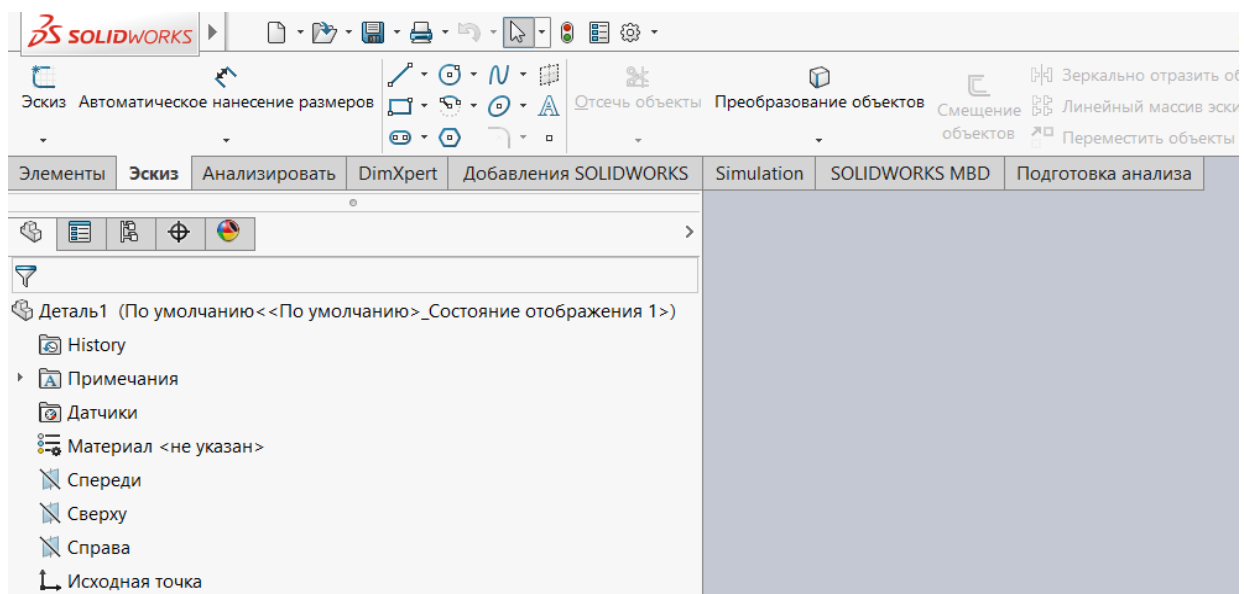 SOLIDWORKS
Эскиз Автоматическое нанесение размеров Отсечь объекты Преобразование объектов Смещение объектов
Зеркально отразить об
Линейный массив эски
Переместить объекты
Элементы Эскиз Анализировать DimXpert Добавления SOLIDWORKS Simulation SOLIDWORKS MBD Подготовка анализа
Деталь1 (По умолчанию<<По умолчанию>_Состояние отображения 1>)
History
Примечания
Датчики
Материал <не указан>
Спереди
Сверху
Справа
Исходная точка